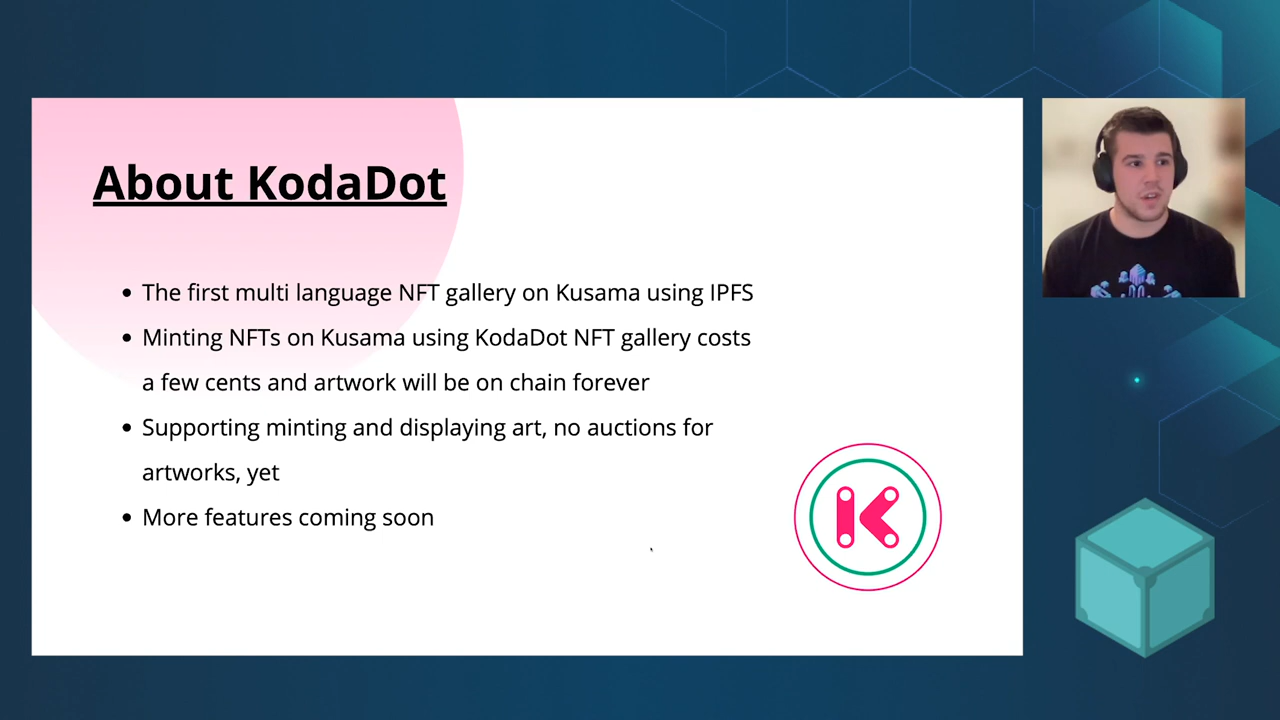 About KodaDot
The first multi language NFT gallery on Kusama using IPFS
Minting NFTs on Kusama using KodaDot NFT gallery costs
a few cents and artwork will be on chain forever
Supporting minting and displaying art, no auctions for
artworks, yet
More features coming soon
K